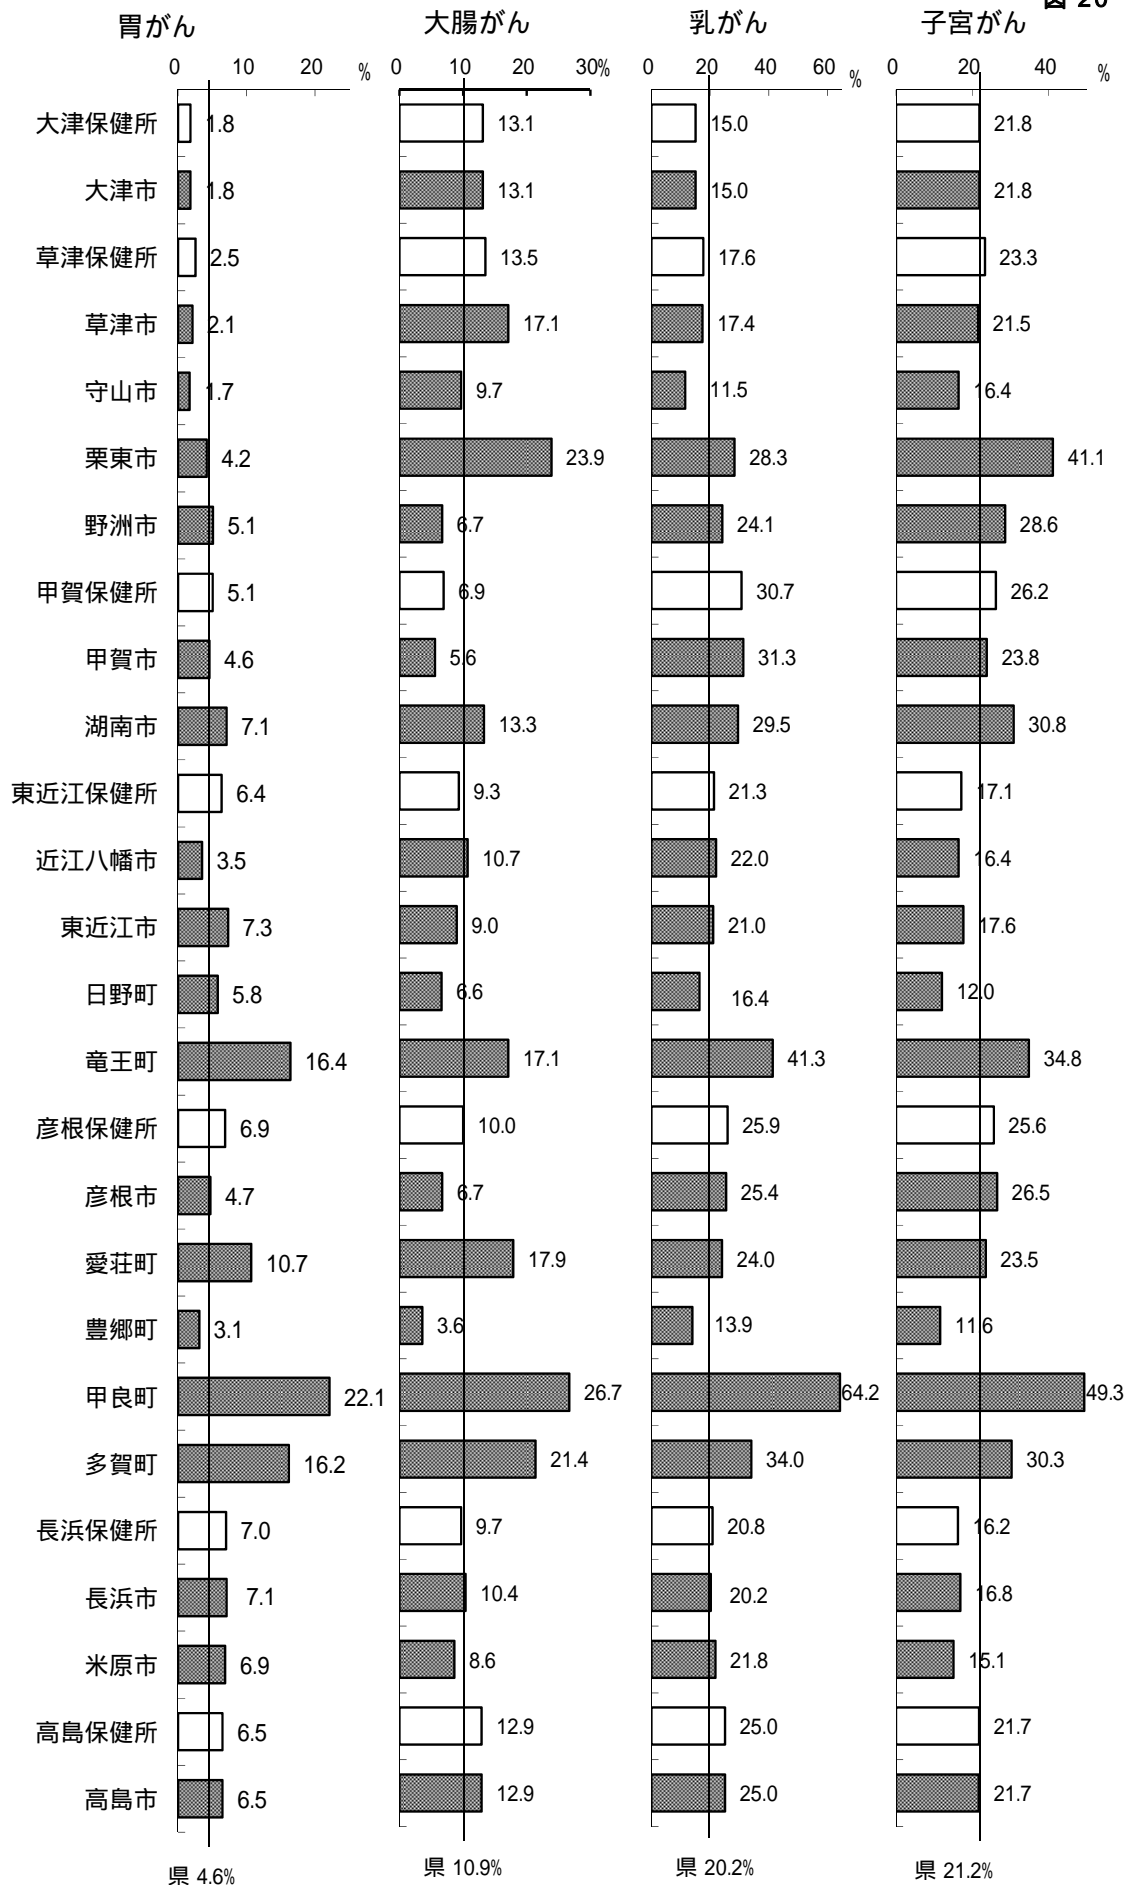 図 20
胃がん 大腸がん 乳がん 子宮がん
0 10 20 % 0 10 20 30% 0 20 40 60 % 0 20 40 %
大津保健所 1.8 13.1 15.0 21.8
大津市 1.8 13.1 15.0 21.8
草津保健所 2.5 13.5 17.6 23.3
草津市 2.1 17.1 17.4 21.5
守山市 1.7 9.7 11.5 16.4
栗東市 4.2 23.9 28.3 41.1
野洲市 5.1 6.7 24.1 28.6
甲賀保健所 5.1 6.9 30.7 26.2
甲賀市 4.6 5.6 31.3 23.8
湖南市 7.1 13.3 29.5 30.8
東近江保健所 6.4 9.3 21.3 17.1
近江八幡市 3.5 10.7 22.0 16.4
東近江市 7.3 9.0 21.0 17.6
日野町 5.8 6.6 16.4 12.0
竜王町 16.4 17.1 41.3 34.8
彦根保健所 6.9 10.0 25.9 25.6
彦根市 4.7 6.7 25.4 26.5
愛荘町 10.7 17.9 24.0 23.5
豊郷町 3.1 3.6 13.9 11.6
甲良町 22.1 26.7 64.2 49.3
多賀町 16.2 21.4 34.0 30.3
長浜保健所 7.0 9.7 20.8 16.2
長浜市 7.1 10.4 20.2 16.8
米原市 6.9 8.6 21.8 15.1
高島保健所 6.5 12.9 25.0 21.7
高島市 6.5 12.9 25.0 21.7
県 4.6% 県 10.9% 県 20.2% 県 21.2%